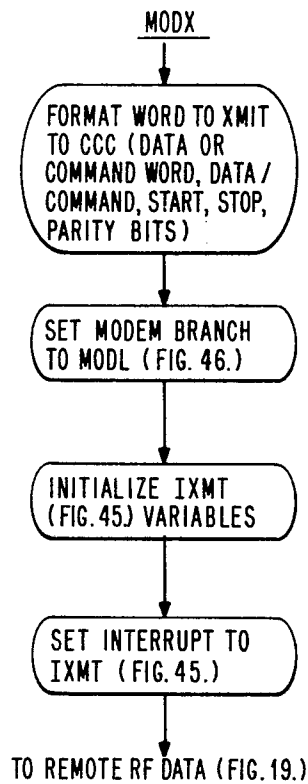 MODX
FORMAT WORD TO XMIT
TO CCC (DATA OR
COMMAND WORD, DATA/
COMMAND, START, STOP,
PARITY BITS)
SET MODEM BRANCH
TO MODL (FIG. 46.)
INITIALIZE IXMT
(FIG. 45.) VARIABLES
SET INTERRUPT TO
IXMT (FIG. 45.)
TO REMOTE RF DATA (FIG. 19.)